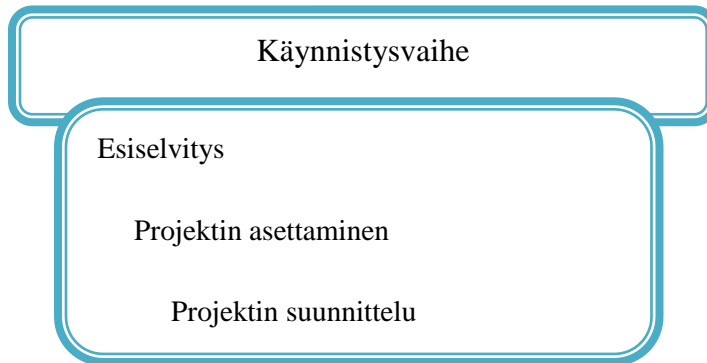 Käynnistysvaihe
Esiselvitys
Projektin asettaminen
Projektin suunnittelu